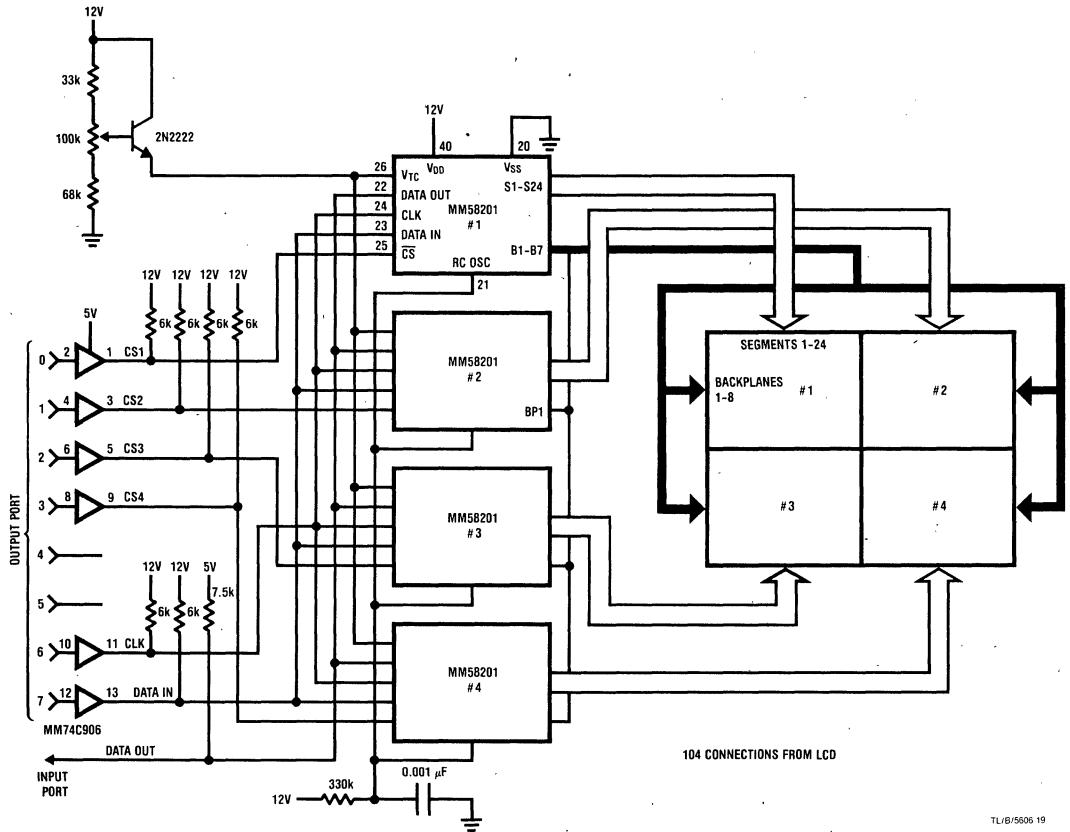 12V
33k
100k
2N2222
68k
12V
40
20
26
VTC
VDD
VSS
22
DATA OUT
S1–S24
24
CLK
MM58201
#1
23
DATA IN
25
CS
B1–B7
RC OSC
21
12V 12V 12V 12V
6k 6k 6k 6k
5V
0 2 1 CS1
1 4 3 CS2
2 6 5 CS3
3 8 9 CS4
4
5
OUTPUT PORT
12V 12V 5V
6k 6k 7.5k
6 10 11 CLK
7 12 13 DATA IN
MM74C906
DATA OUT
INPUT
PORT
MM58201
#2
BP1
MM58201
#3
MM58201
#4
12V
330k
0.001 μF
SEGMENTS 1–24
BACKPLANES
1–8
#1
#2
#3
#4
104 CONNECTIONS FROM LCD
TL/B/5606 19